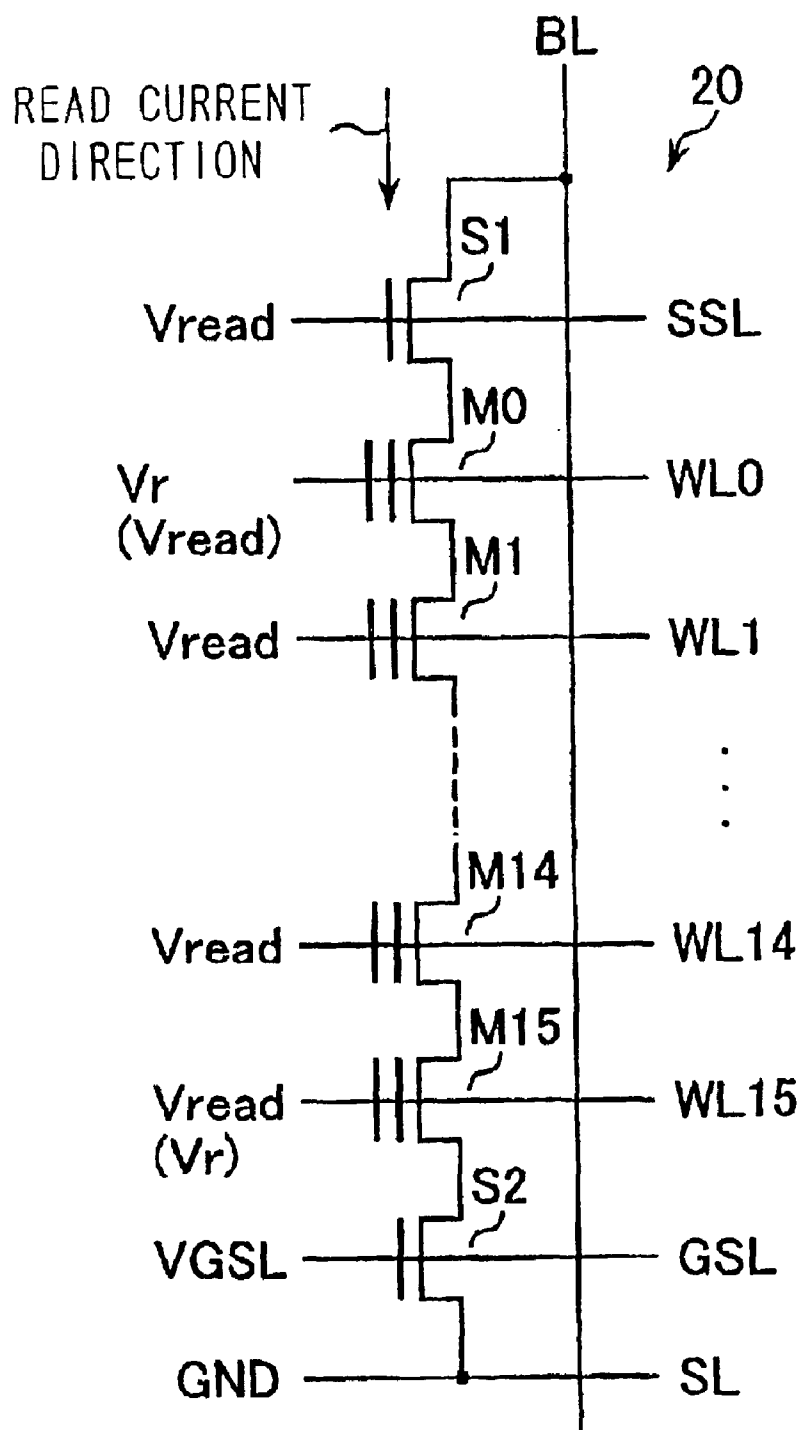 BL
READ CURRENT
DIRECTION
20
S1
Vread SSL
M0
Vr WL0
(Vread)
M1
Vread WL1
M14
Vread WL14
M15
Vread WL15
(Vr)
S2
VGSL GSL
GND SL